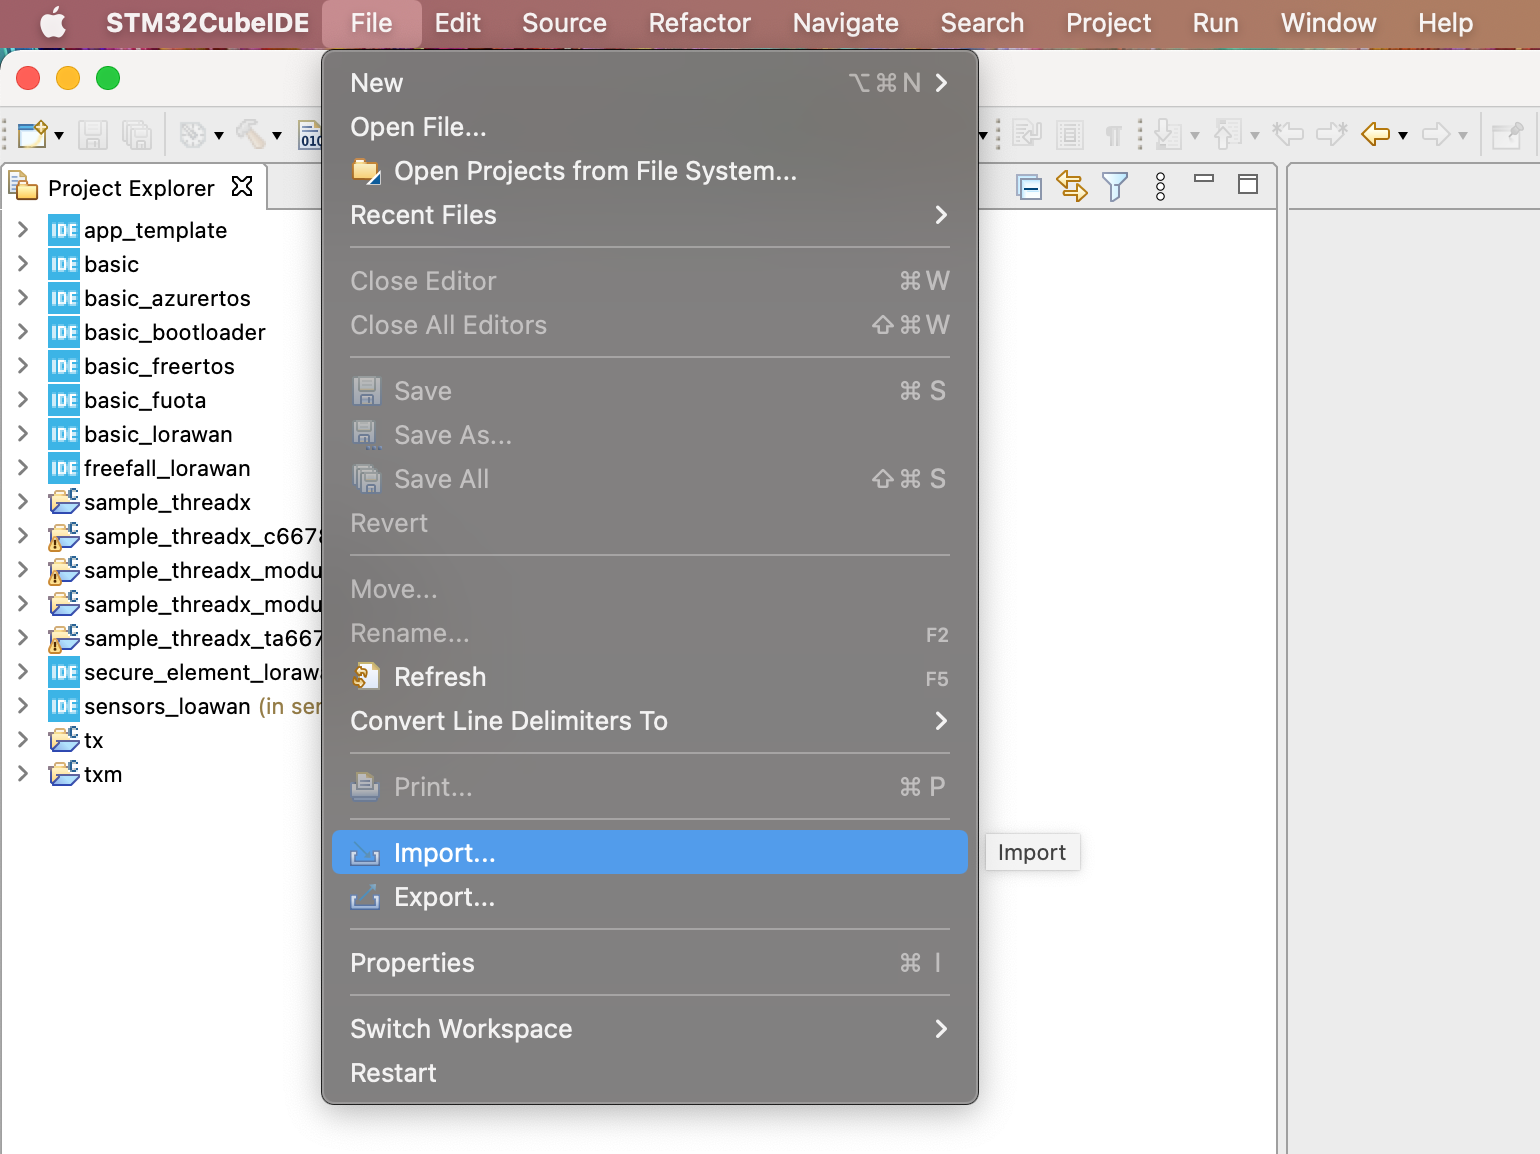 STM32CubeIDE File Edit Source Refactor Navigate Search Project Run Window Help
New ⌥⌘N
Open File...
Open Projects from File System...
Recent Files
Close Editor ⌘W
Close All Editors ⇧⌘W
Save ⌘S
Save As...
Save All ⇧⌘S
Revert
Move...
Rename... F2
Refresh F5
Convert Line Delimiters To
Print... ⌘P
Import...
Export...
Properties ⌘I
Switch Workspace
Restart
Import
010
Project Explorer
IDE app_template
IDE basic
IDE basic_azurertos
IDE basic_bootloader
IDE basic_freertos
IDE basic_fuota
IDE basic_lorawan
IDE freefall_lorawan
sample_threadx
sample_threadx_c667
sample_threadx_modu
sample_threadx_modu
sample_threadx_ta667
IDE secure_element_loraw
IDE sensors_loawan (in ser
tx
txm